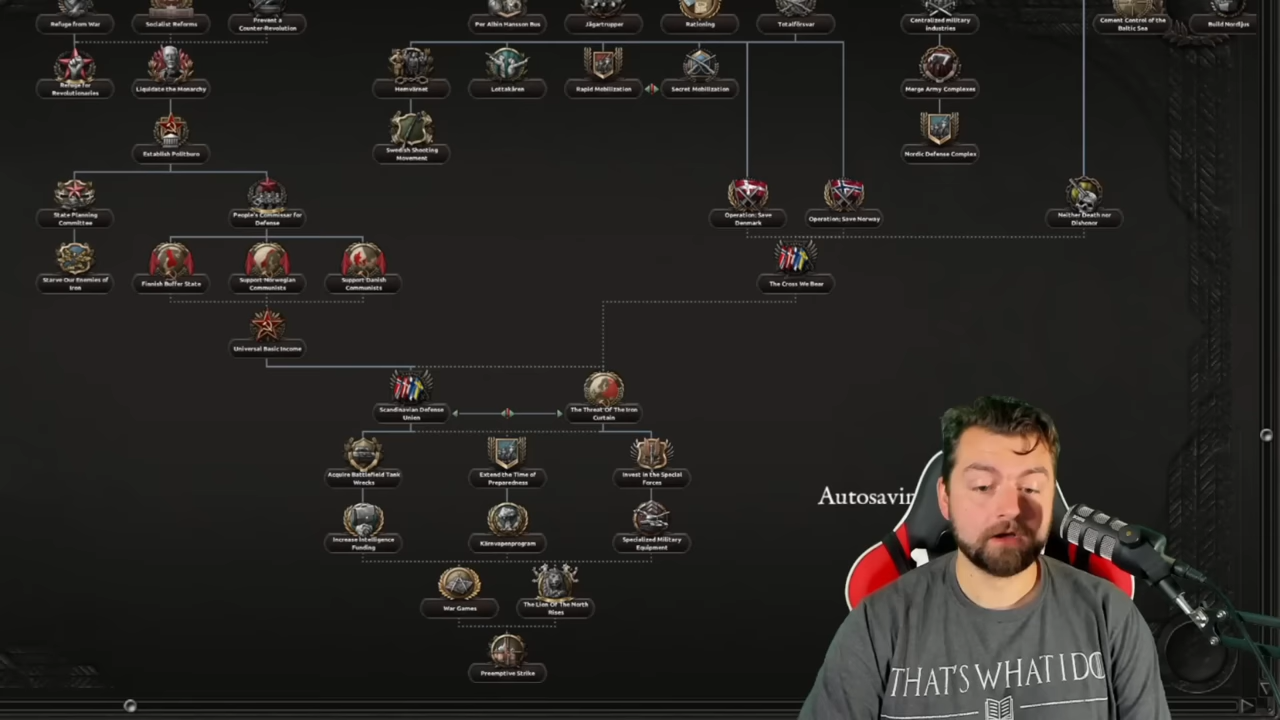 Refuge from War
Socialist Reforms
Prevent a
Counter-Revolution
Per Albin Hansson Rus
Jägartrupper
Rationing
Totalförsvar
Centralized military
Industries
Cement Control of the
Baltic Sea
Build Nordfjus
Refuge for
Revolutionaries
Liquidate the Monarchy
Hemvärnet
Lottakåren
Rapid Mobilization
Secret Mobilization
Merge Army Complexes
Establish Politburo
Swedish Shooting
Movement
Nordic Defense Complex
State Planning
Committee
People's Commissar for
Defense
Operation: Save
Denmark
Operation: Save Norway
Neither Death nor
Dishonor
Starve Our Enemies of
Iron
Finnish Buffer State
Support Norwegian
Communists
Support Danish
Communists
The Cross We Bear
Universal Basic Income
Scandinavian Defense
Union
The Threat Of The Iron
Curtain
Acquire Battlefield Tank
Wrecks
Extend the Time of
Preparedness
Invest in the Special
Forces
Autosavin
Increase Intelligence
Funding
Kärnvapenprogram
Specialized Military
Equipment
War Games
The Lion Of The North
Rises
Preemptive Strike
THAT'S WHAT I DO